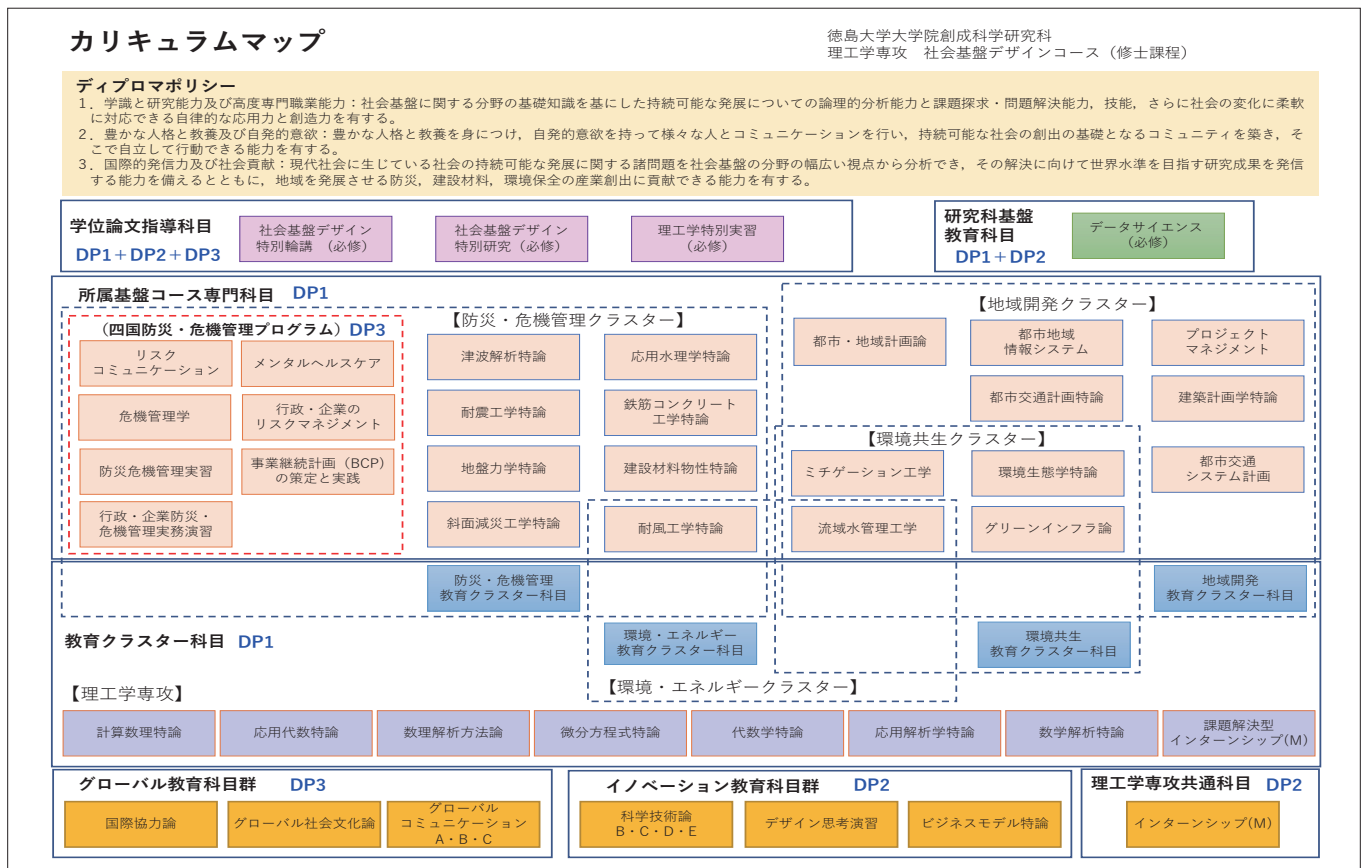 カリキュラムマップ
徳島大学大学院創成科学研究科
理工学専攻　社会基盤デザインコース（修士課程）
ディプロマポリシー
１．学識と研究能力及び高度専門職業能力：社会基盤に関する分野の基礎知識を基にした持続可能な発展についての論理的分析能力と課題探求・問題解決能力，技能，さらに社会の変化に柔軟
に対応できる自律的な応用力と創造力を有する。
２．豊かな人格と教養及び自発的意欲：豊かな人格と教養を身につけ，自発的意欲を持って様々な人とコミュニケーションを行い，持続可能な社会の創出の基礎となるコミュニティを築き，そ
こで自立して行動できる能力を有する。
３．国際的発信力及び社会貢献：現代社会に生じている社会の持続可能な発展に関する諸問題を社会基盤の分野の幅広い視点から分析でき，その解決に向けて世界水準を目指す研究成果を発信
する能力を備えるとともに，地域を発展させる防災，建設材料，環境保全の産業創出に貢献できる能力を有する。
学位論文指導科目
DP1＋DP2＋DP3
社会基盤デザイン
特別輪講　（必修）
社会基盤デザイン
特別研究（必修）
理工学特別実習
（必修）
研究科基盤
教育科目
DP1＋DP2
データサイエンス
（必修）
所属基盤コース専門科目　DP1
（四国防災・危機管理プログラム）DP3
リスク
コミュニケーション
メンタルヘルスケア
危機管理学
行政・企業の
リスクマネジメント
防災危機管理実習
事業継続計画（BCP）
の策定と実践
行政・企業防災・
危機管理実務演習
【防災・危機管理クラスター】
津波解析特論
応用水理学特論
耐震工学特論
鉄筋コンクリート
工学特論
地盤力学特論
建設材料物性特論
斜面減災工学特論
耐風工学特論
【地域開発クラスター】
都市・地域計画論
都市地域
情報システム
プロジェクト
マネジメント
都市交通計画特論
建築計画学特論
【環境共生クラスター】
ミチゲーション工学
環境生態学特論
都市交通
システム計画
流域水管理工学
グリーンインフラ論
防災・危機管理
教育クラスター科目
地域開発
教育クラスター科目
教育クラスター科目　DP1
環境・エネルギー
教育クラスター科目
環境共生
教育クラスター科目
【環境・エネルギークラスター】
【理工学専攻】
計算数理特論
応用代数特論
数理解析方法論
微分方程式特論
代数学特論
応用解析学特論
数学解析特論
課題解決型
インターンシップ(M)
グローバル教育科目群　DP3
国際協力論
グローバル社会文化論
グローバル
コミュニケーション
A・B・C
イノベーション教育科目群　DP2
科学技術論
B・C・D・E
デザイン思考演習
ビジネスモデル特論
理工学専攻共通科目　DP2
インターンシップ(M)